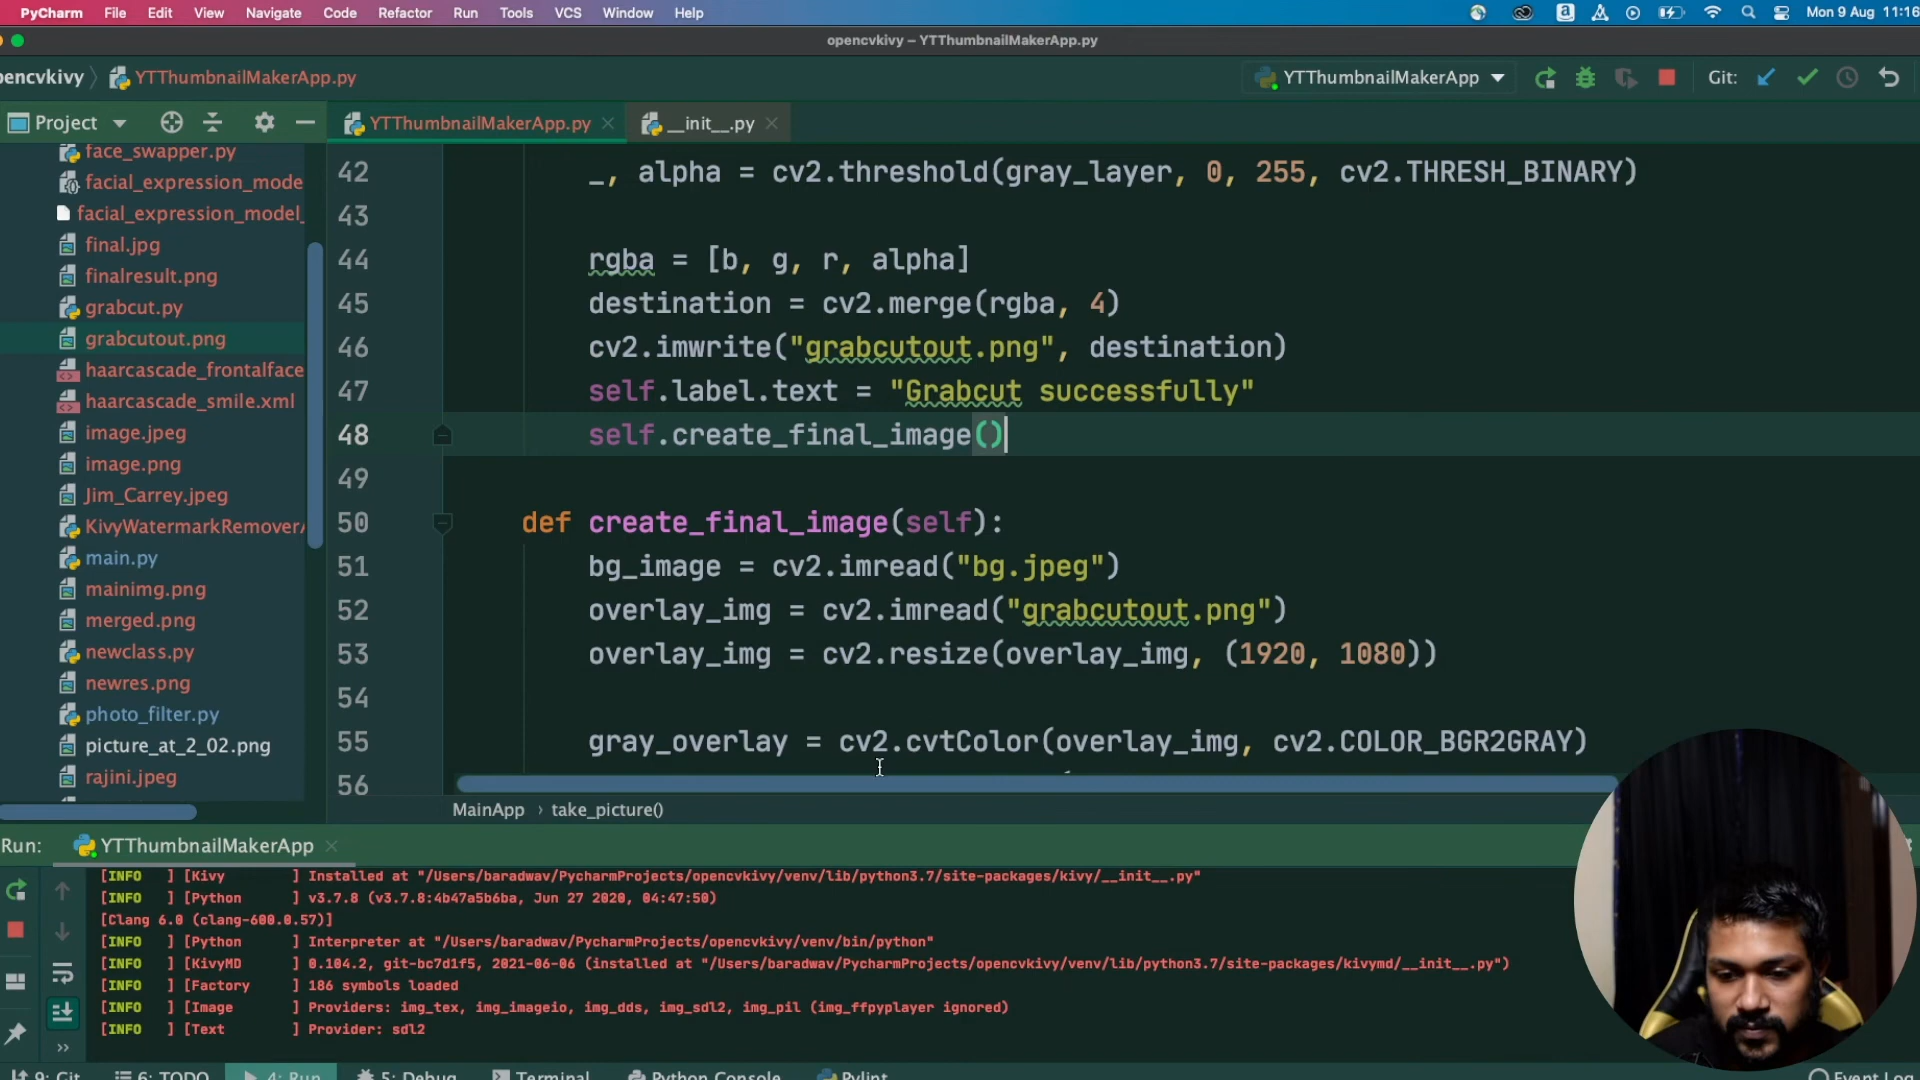 PyCharm File Edit View Navigate Code Refactor Run Tools VCS Window Help Mon 9 Aug 11:16
opencvkivy – YTThumbnailMakerApp.py
pencvkivy YTThumbnailMakerApp.py YTThumbnailMakerApp Git:
Project YTThumbnailMakerApp.py __init__.py
face_swapper.py
facial_expression_mode
facial_expression_model_
final.jpg
finalresult.png
grabcut.py
grabcutout.png
haarcascade_frontalface
haarcascade_smile.xml
image.jpeg
image.png
Jim_Carrey.jpeg
KivyWatermarkRemover
main.py
mainimg.png
merged.png
newclass.py
newres.png
photo_filter.py
picture_at_2_02.png
rajini.jpeg
42 _, alpha = cv2.threshold(gray_layer, 0, 255, cv2.THRESH_BINARY)
43
44 rgba = [b, g, r, alpha]
45 destination = cv2.merge(rgba, 4)
46 cv2.imwrite("grabcutout.png", destination)
47 self.label.text = "Grabcut successfully"
48 self.create_final_image()
49
50 def create_final_image(self):
51 bg_image = cv2.imread("bg.jpeg")
52 overlay_img = cv2.imread("grabcutout.png")
53 overlay_img = cv2.resize(overlay_img, (1920, 1080))
54
55 gray_overlay = cv2.cvtColor(overlay_img, cv2.COLOR_BGR2GRAY)
56
MainApp › take_picture()
Run: YTThumbnailMakerApp
[INFO ] [Kivy ] Installed at "/Users/baradwav/PycharmProjects/opencvkivy/venv/lib/python3.7/site-packages/kivy/__init__.py"
[INFO ] [Python ] v3.7.8 (v3.7.8:4b47a5b6ba, Jun 27 2020, 04:47:50)
[Clang 6.0 (clang-600.0.57)]
[INFO ] [Python ] Interpreter at "/Users/baradwav/PycharmProjects/opencvkivy/venv/bin/python"
[INFO ] [KivyMD ] 0.104.2, git-bc7d1f5, 2021-06-06 (installed at "/Users/baradwav/PycharmProjects/opencvkivy/venv/lib/python3.7/site-packages/kivymd/__init__.py")
[INFO ] [Factory ] 186 symbols loaded
[INFO ] [Image ] Providers: img_tex, img_imageio, img_dds, img_sdl2, img_pil (img_ffpyplayer ignored)
[INFO ] [Text ] Provider: sdl2
9: Git 6: TODO 4: Run 5: Debug Terminal Python Console Pylint Event Log